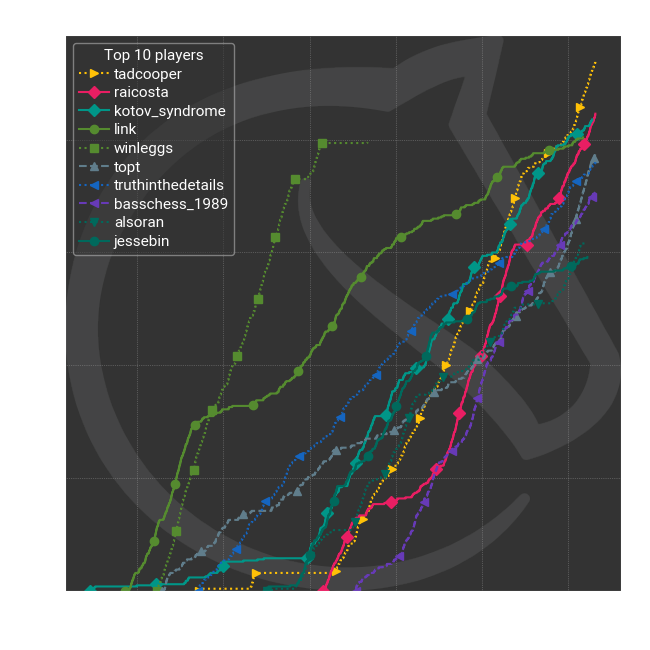 Top 10 players
tadcooper
raicosta
kotov_syndrome
link
winleggs
topt
truthinthedetails
basschess_1989
alsoran
jessebin